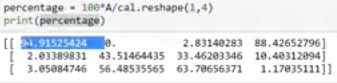 percentage = 100*A/cal.reshape(1,4)
print(percentage)
[[ 94.91525424 0. 2.83140283 88.42652796]
[ 2.03389831 43.51464435 33.46203346 10.40312094]
[ 3.05084746 56.48535565 63.70656371 1.17035111]]